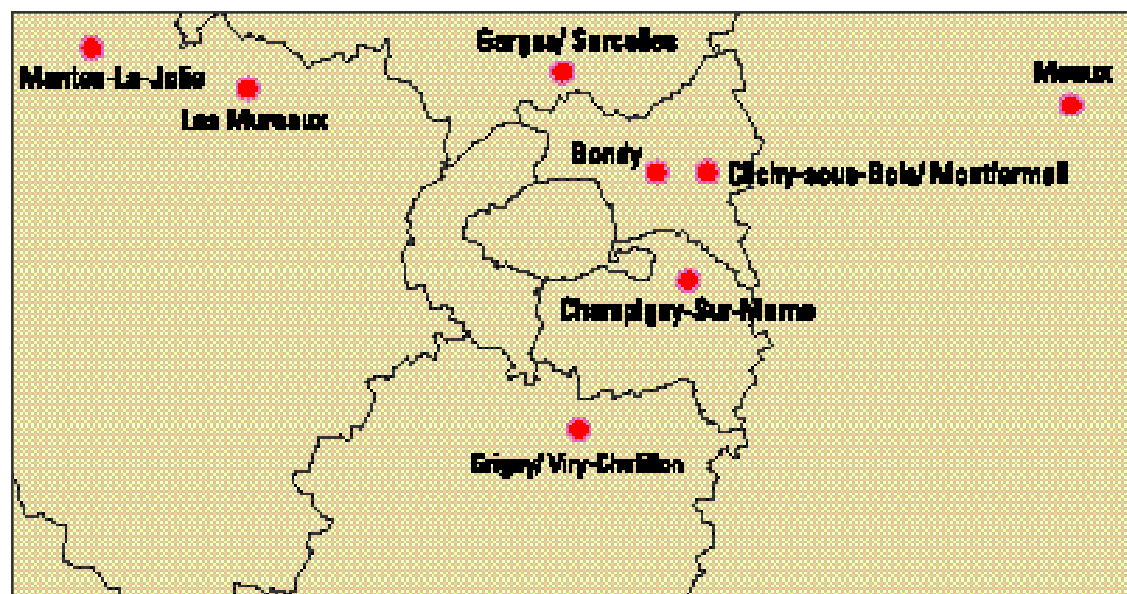 Garges/ Sarcelles
Meaux
Mantes-La-Jolie
Les Mureaux
Bondy
Clichy-sous-Bois/ Montfermeil
Champigny-Sur-Marne
Grigny/ Viry-Chatillon